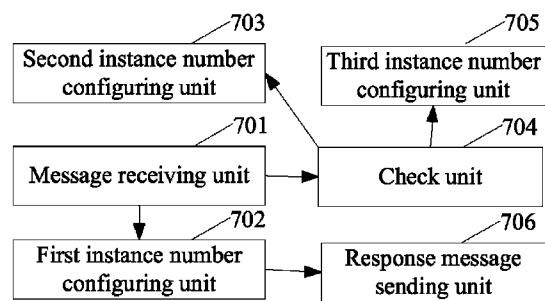 703
Second instance number
configuring unit
705
Third instance number
configuring unit
701
Message receiving unit
704
Check unit
702
First instance number
configuring unit
706
Response message
sending unit